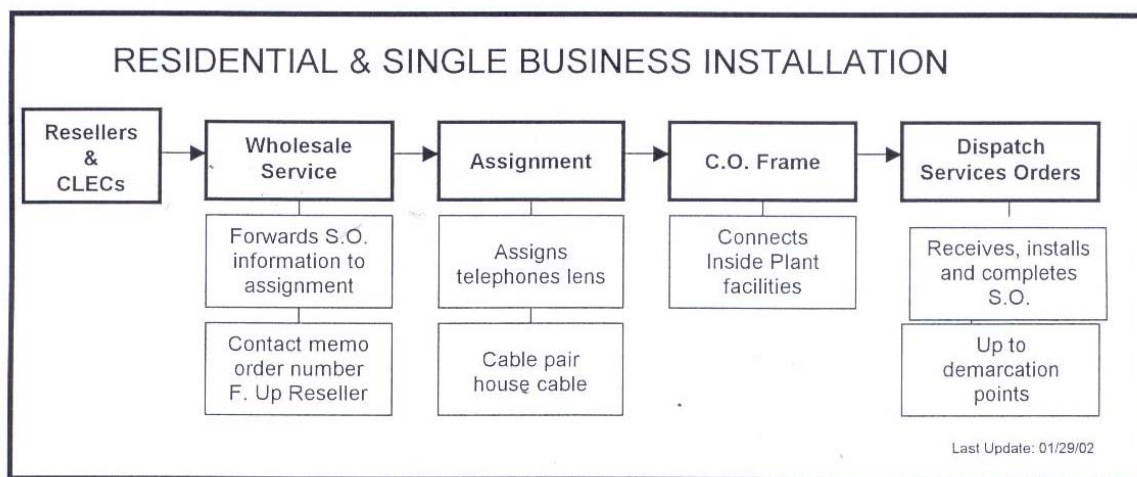 RESIDENTIAL & SINGLE BUSINESS INSTALLATION
Resellers
&
CLECs
Wholesale
Service
Assignment
C.O. Frame
Dispatch
Services Orders
Forwards S.O.
information to
assignment
Contact memo
order number
F. Up Reseller
Assigns
telephones lens
Cable pair
house cable
Connects
Inside Plant
facilities
Receives, installs
and completes
S.O.
Up to
demarcation
points
Last Update: 01/29/02